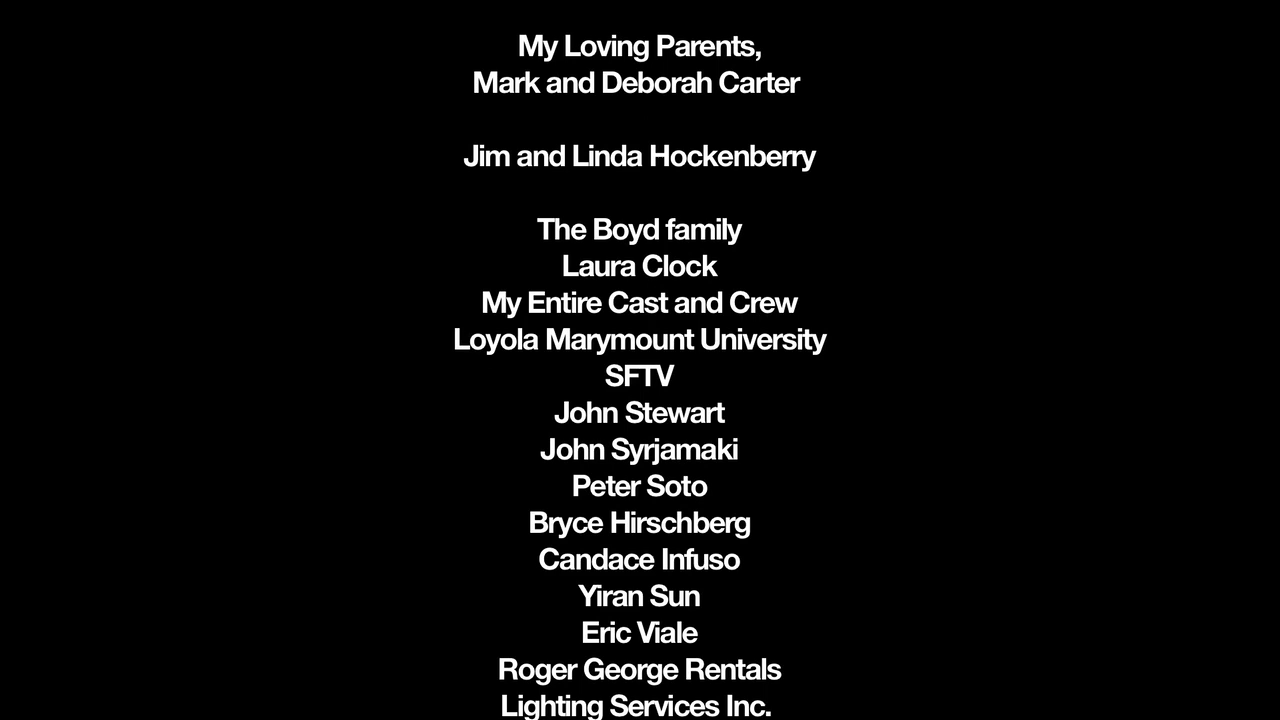 My Loving Parents,
Mark and Deborah Carter
Jim and Linda Hockenberry
The Boyd family
Laura Clock
My Entire Cast and Crew
Loyola Marymount University
SFTV
John Stewart
John Syrjamaki
Peter Soto
Bryce Hirschberg
Candace Infuso
Yiran Sun
Eric Viale
Roger George Rentals
Lighting Services Inc.